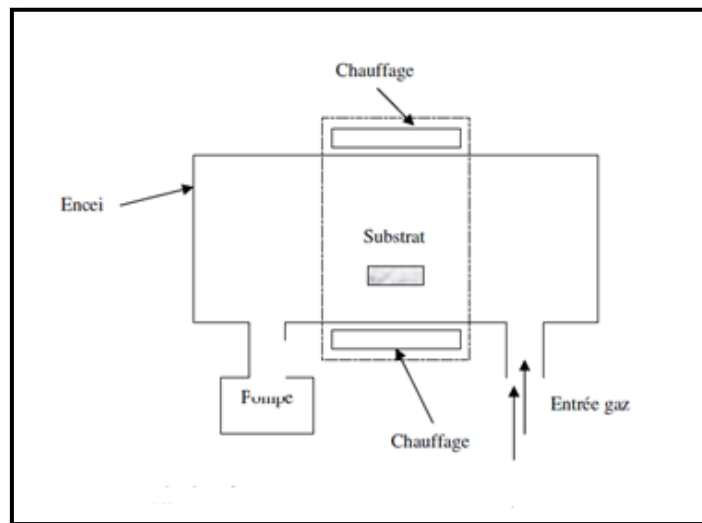 Chauffage
Encei
Substrat
Pompe
Entrée gaz
Chauffage